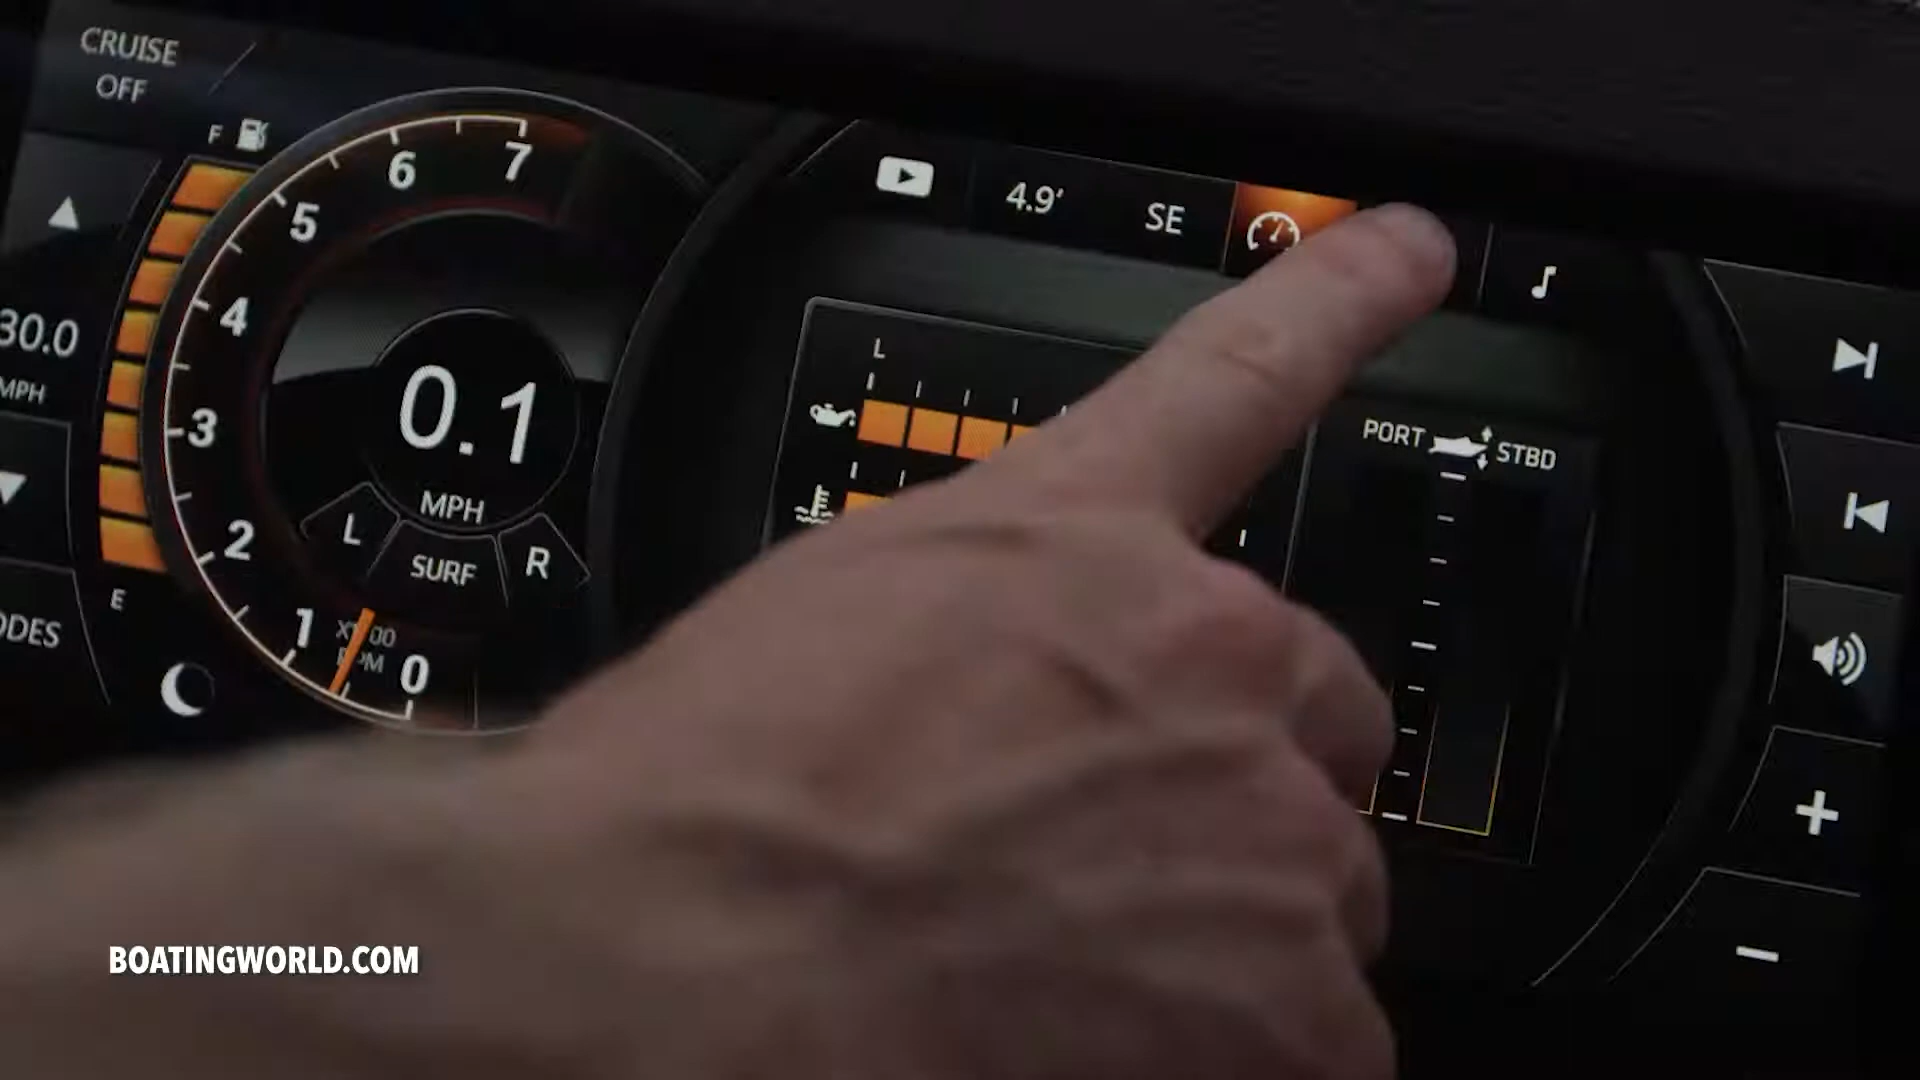 CRUISE
OFF
F
7
6
5
4
3
2
1
0
30.0
MPH
E
0.1
MPH
L
SURF
R
4.9'
SE
L
PORT
STBD
BOATINGWORLD.COM